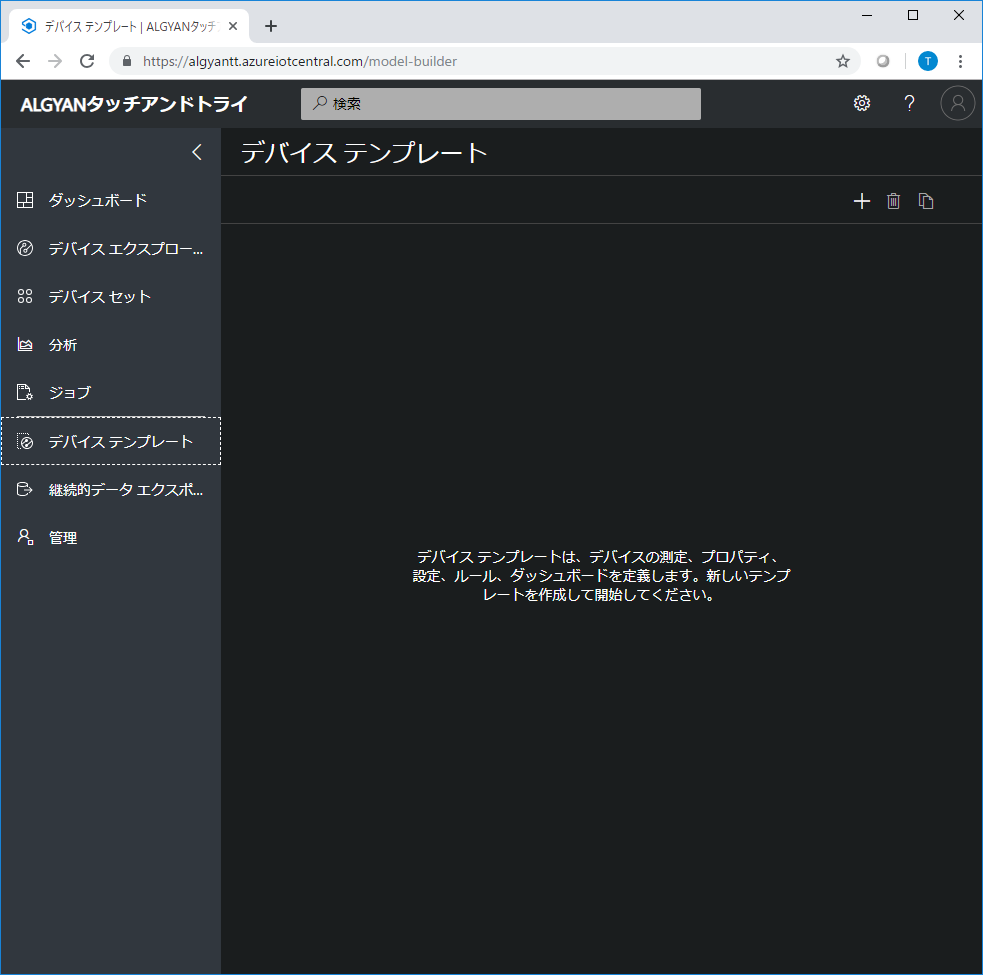 デバイス テンプレート | ALGYANタッチ
https://algyantt.azureiotcentral.com/model-builder
T
ALGYANタッチアンドトライ
検索
?
デバイス テンプレート
ダッシュボード
デバイス エクスプロー...
デバイス セット
分析
ジョブ
デバイス テンプレート
継続的データ エクスポ...
管理
デバイス テンプレートは、デバイスの測定、プロパティ、
設定、ルール、ダッシュボードを定義します。新しいテンプ
レートを作成して開始してください。